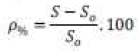 ρ% = (S − Sₒ)/Sₒ . 100